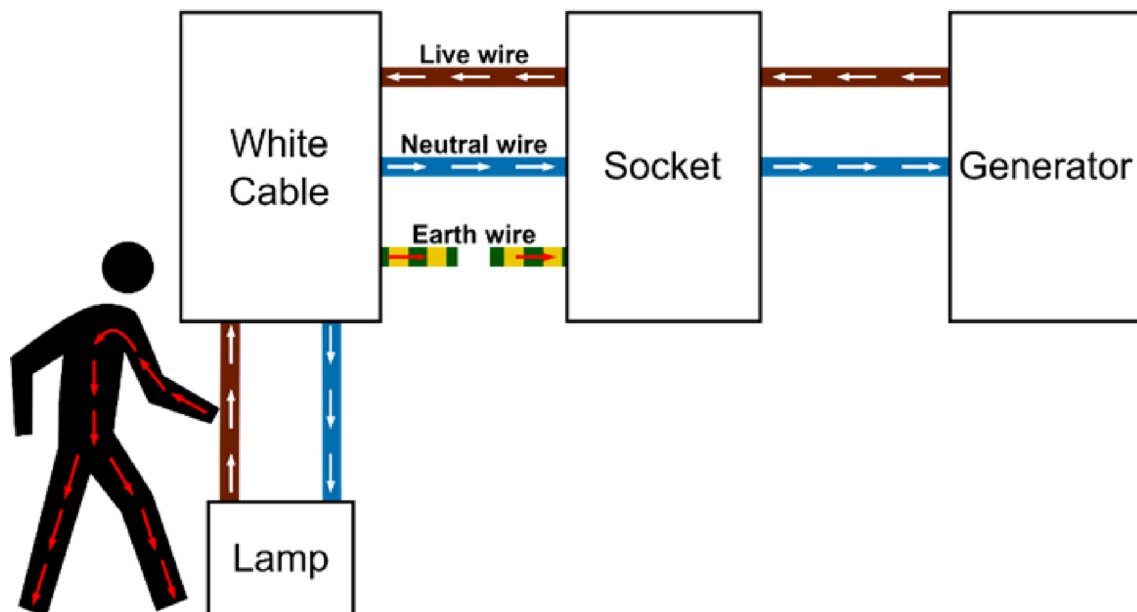 Live wire
White
Cable
Neutral wire
Socket
Generator
Earth wire
Lamp